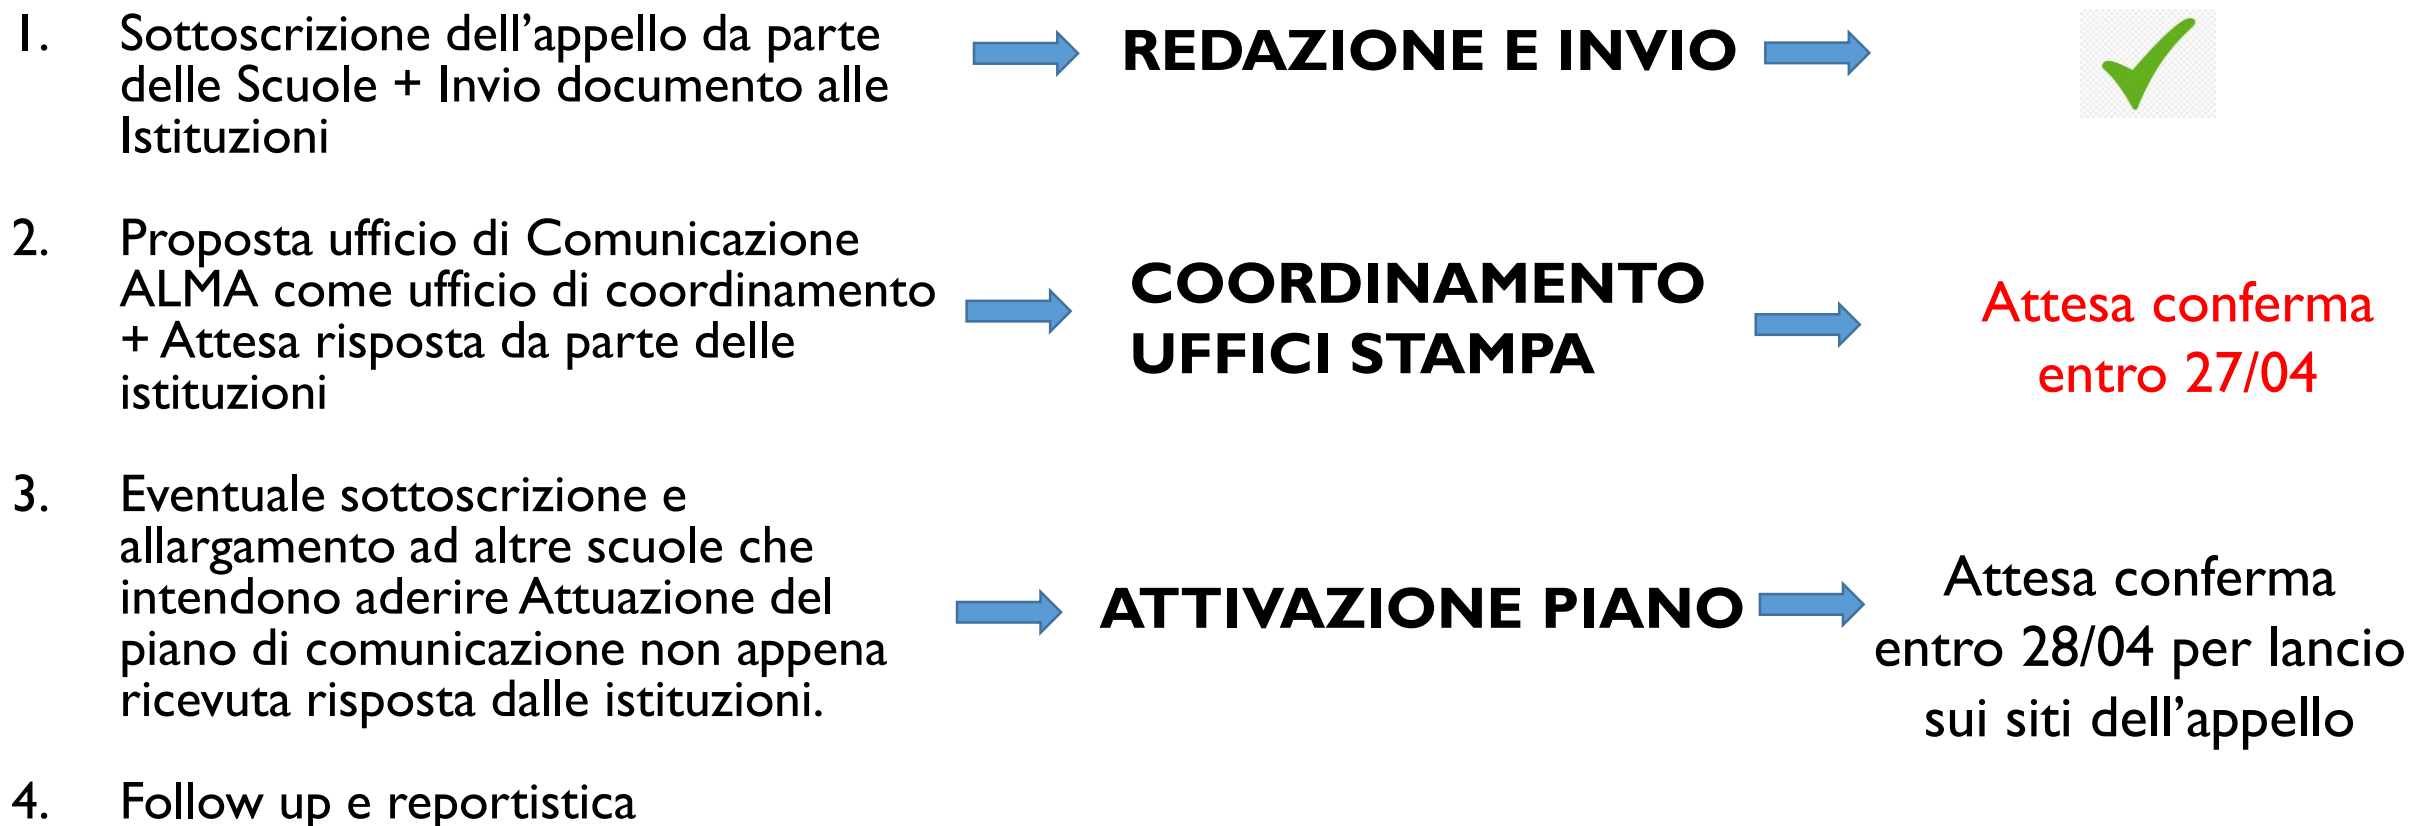 1. Sottoscrizione dell’appello da parte
delle Scuole + Invio documento alle
Istituzioni
REDAZIONE E INVIO
2. Proposta ufficio di Comunicazione
ALMA come ufficio di coordinamento
+ Attesa risposta da parte delle
istituzioni
COORDINAMENTO
UFFICI STAMPA
Attesa conferma
entro 27/04
3. Eventuale sottoscrizione e
allargamento ad altre scuole che
intendono aderire Attuazione del
piano di comunicazione non appena
ricevuta risposta dalle istituzioni.
ATTIVAZIONE PIANO
Attesa conferma
entro 28/04 per lancio
sui siti dell’appello
4. Follow up e reportistica